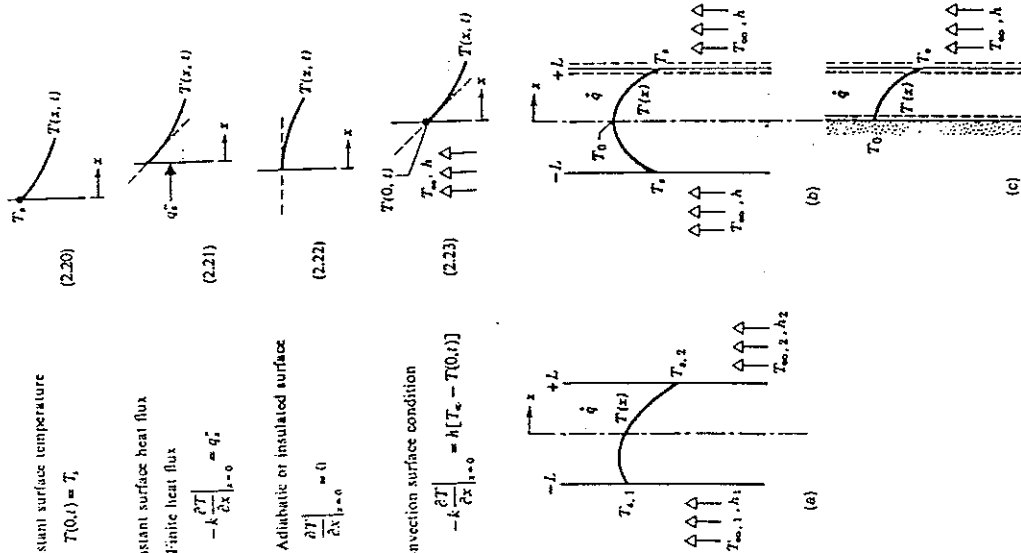 stant surface temperature
T(0,t) = T_s
(2.20)
T_s
T(x, t)
x
nstant surface heat flux
Finite heat flux
-k ∂T/∂x|_{x=0} = q_s″
(2.21)
q_s″
T(x, t)
x
Adiabatic or insulated surface
∂T/∂x|_{x=0} = 0
(2.22)
T(x, t)
x
nvection surface condition
-k ∂T/∂x|_{x=0} = h[T_∞ - T(0,t)]
(2.23)
T(0, t)
T_∞, h
T(x, t)
x
x
-L
+L
q̇
T(x)
T_{s,1}
T_{s,2}
T_{∞,1}, h_1
T_{∞,2}, h_2
(a)
x
-L
+L
T_0
q̇
T(x)
T_s
T_s
T_∞, h
T_∞, h
(b)
T_0
q̇
T(x)
T_s
T_∞, h
(c)